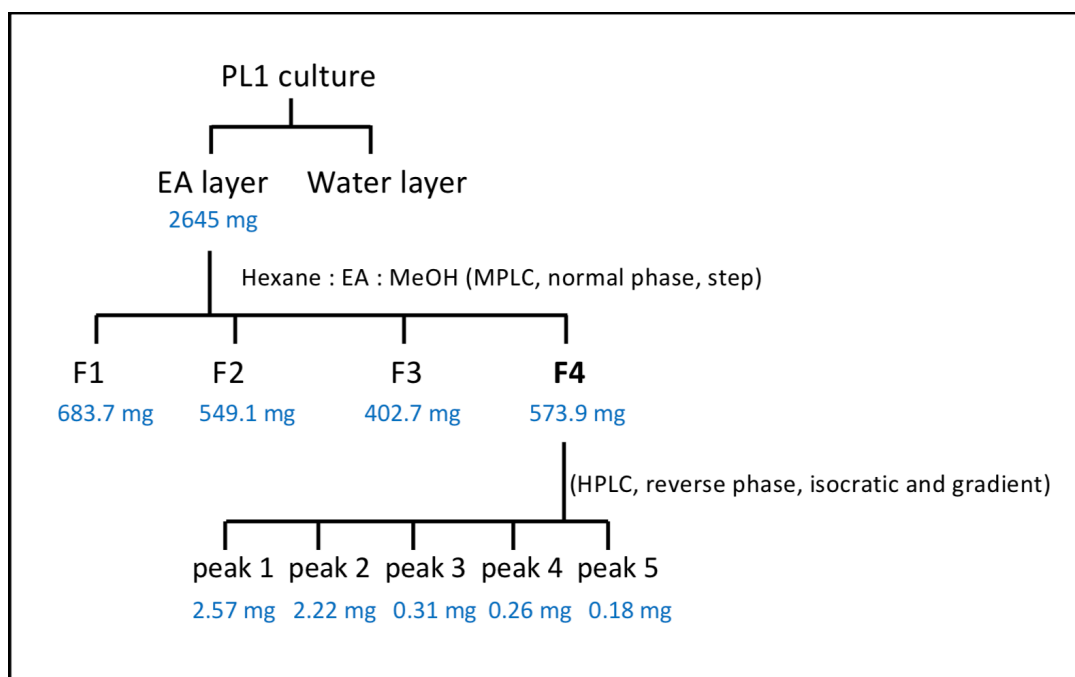 PL1 culture
EA layer Water layer
2645 mg
Hexane : EA : MeOH (MPLC, normal phase, step)
F1 F2 F3 F4
683.7 mg 549.1 mg 402.7 mg 573.9 mg
(HPLC, reverse phase, isocratic and gradient)
peak 1 peak 2 peak 3 peak 4 peak 5
2.57 mg 2.22 mg 0.31 mg 0.26 mg 0.18 mg